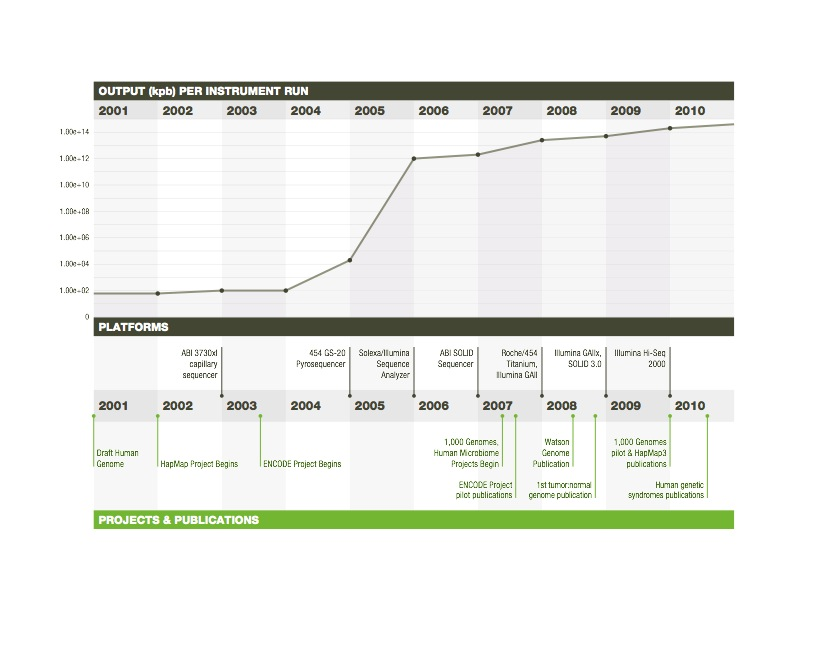 OUTPUT (kpb) PER INSTRUMENT RUN
2001 2002 2003 2004 2005 2006 2007 2008 2009 2010
1.00e+14
1.00e+12
1.00e+10
1.00e+08
1.00e+06
1.00e+04
1.00e+02
0
PLATFORMS
ABI 3730xl
capillary
sequencer
454 GS-20
Pyrosequencer
Solexa/Illumina
Sequence
Analyzer
ABI SOLiD
Sequencer
Roche/454
Titanium,
Illumina GAII
Illumina GAIIx,
SOLiD 3.0
Illumina Hi-Seq
2000
2001 2002 2003 2004 2005 2006 2007 2008 2009 2010
Draft Human
Genome
HapMap Project Begins
ENCODE Project Begins
1,000 Genomes,
Human Microbiome
Projects Begin
ENCODE Project
pilot publications
Watson
Genome
Publication
1st tumor:normal
genome publication
1,000 Genomes
pilot & HapMap3
publications
Human genetic
syndromes publications
PROJECTS & PUBLICATIONS